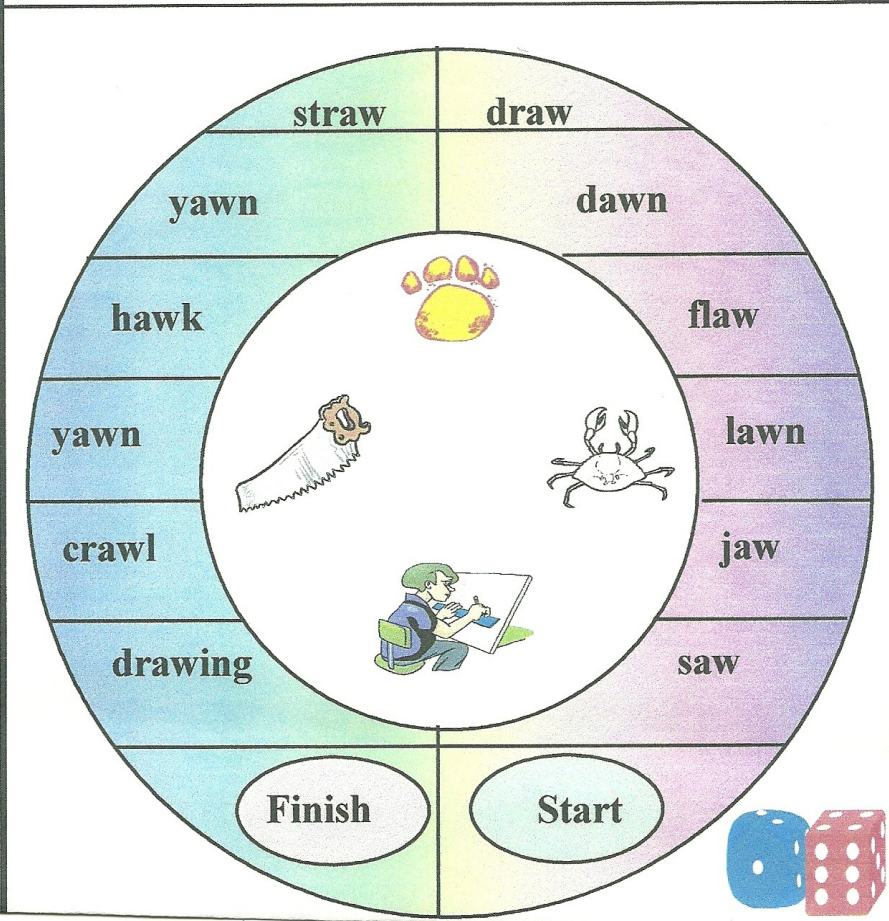 straw draw
yawn dawn
hawk flaw
yawn lawn
crawl jaw
drawing saw
Finish Start